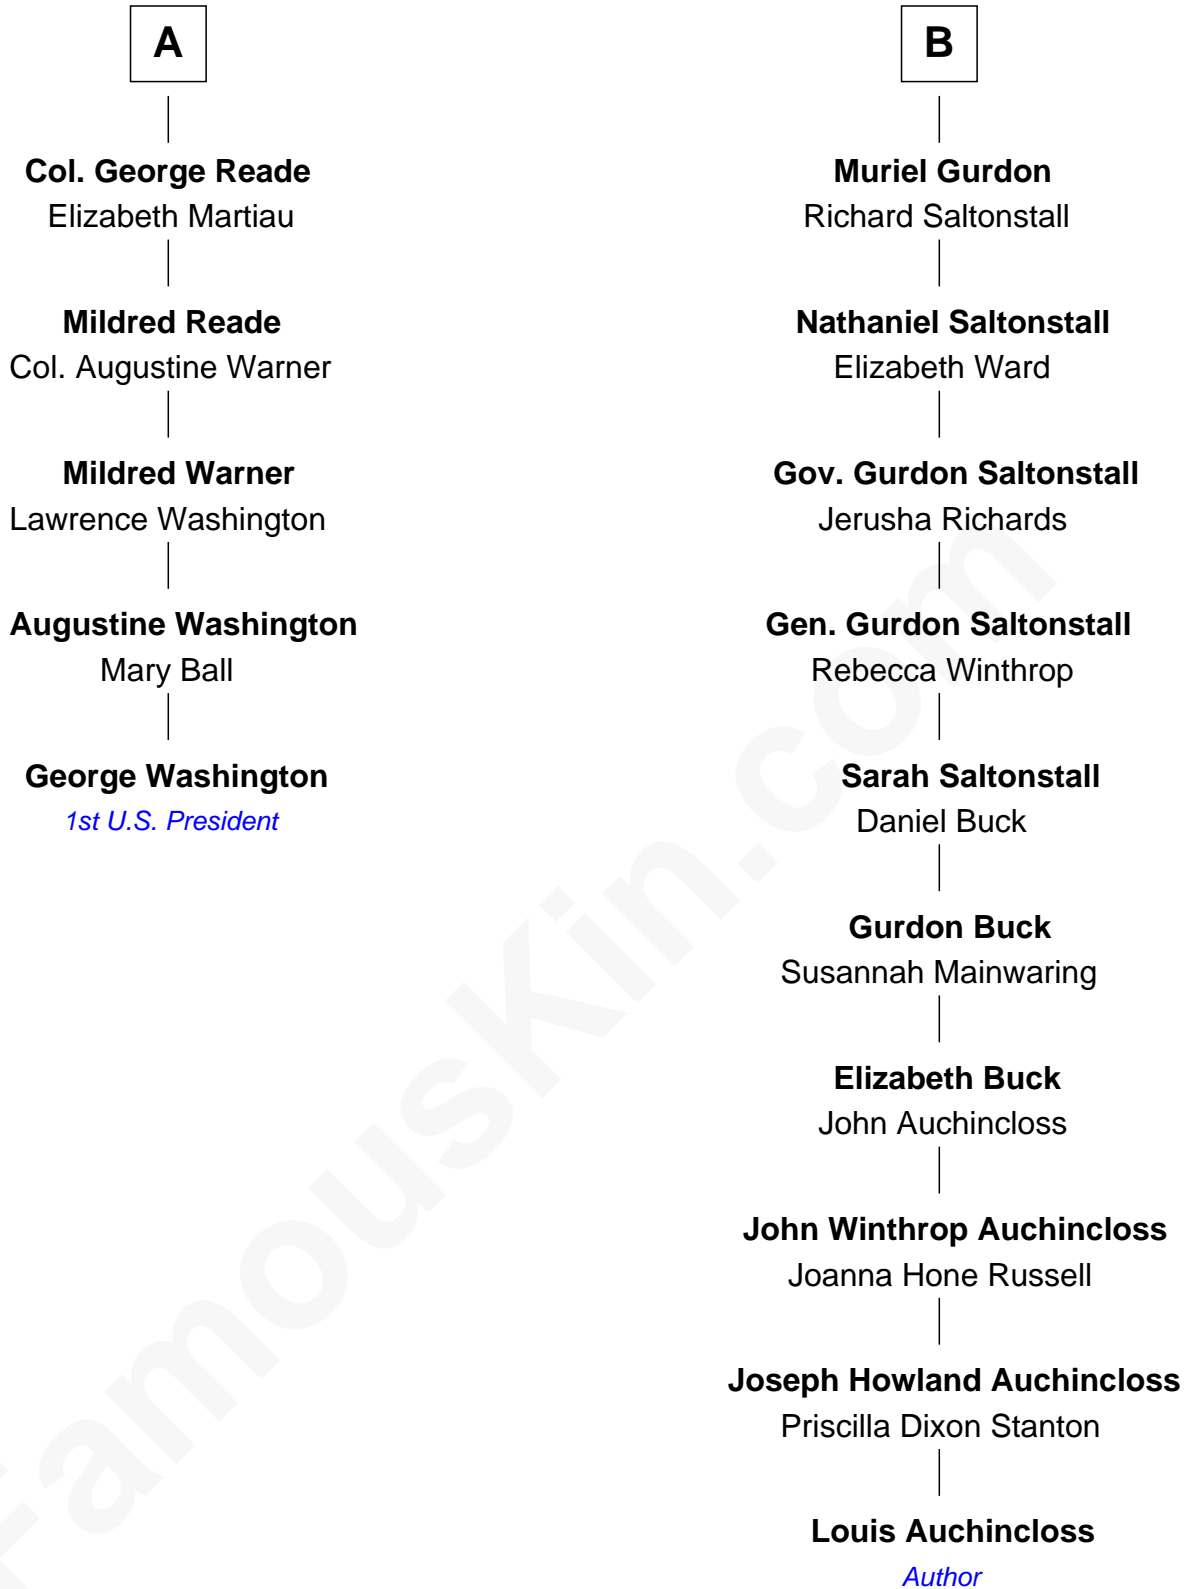 A
Col. George Reade
Elizabeth Martiau
Mildred Reade
Col. Augustine Warner
Mildred Warner
Lawrence Washington
Augustine Washington
Mary Ball
George Washington
1st U.S. President
B
Muriel Gurdon
Richard Saltonstall
Nathaniel Saltonstall
Elizabeth Ward
Gov. Gurdon Saltonstall
Jerusha Richards
Gen. Gurdon Saltonstall
Rebecca Winthrop
Sarah Saltonstall
Daniel Buck
Gurdon Buck
Susannah Mainwaring
Elizabeth Buck
John Auchincloss
John Winthrop Auchincloss
Joanna Hone Russell
Joseph Howland Auchincloss
Priscilla Dixon Stanton
Louis Auchincloss
Author
FamousKin.com